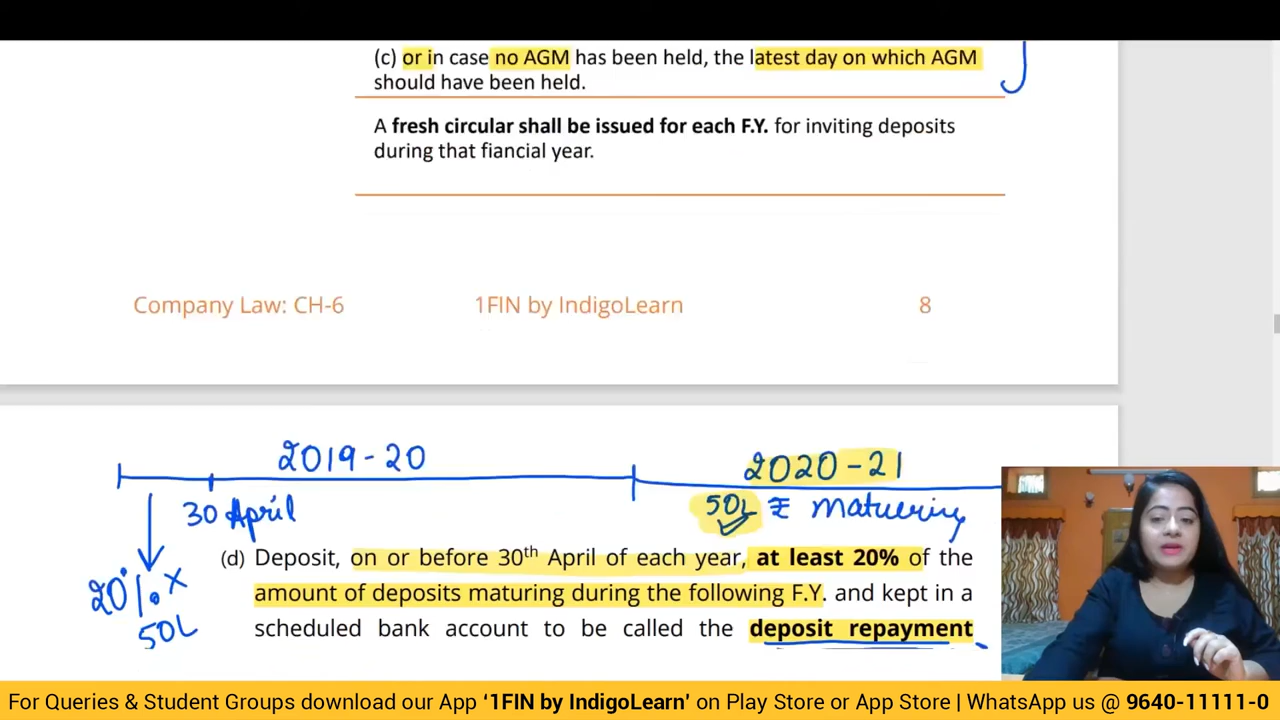 (c) or in case no AGM has been held, the latest day on which AGM
should have been held.
A fresh circular shall be issued for each F.Y. for inviting deposits
during that fiancial year.
Company Law: CH-6 1FIN by IndigoLearn 8
2019-20 2020-21
30 April 50L ₹ maturing
(d) Deposit, on or before 30th April of each year, at least 20% of the
20% x amount of deposits maturing during the following F.Y. and kept in a
50L scheduled bank account to be called the deposit repayment
For Queries & Student Groups download our App ‘1FIN by IndigoLearn’ on Play Store or App Store | WhatsApp us @ 9640-11111-0